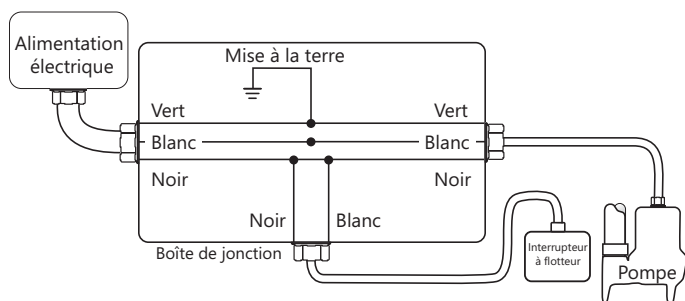 Alimentation
électrique
Mise à la terre
Vert
Vert
Blanc
Blanc
Noir
Noir
Noir
Blanc
Boîte de jonction
Interrupteur
à flotteur
Pompe